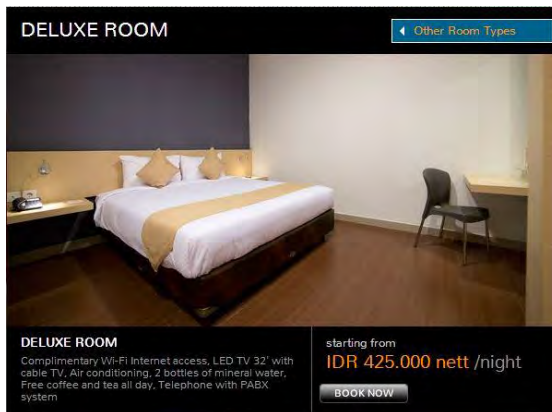 DELUXE ROOM
Other Room Types
DELUXE ROOM
Complimentary Wi-Fi Internet access, LED TV 32' with
cable TV, Air conditioning, 2 bottles of mineral water,
Free coffee and tea all day, Telephone with PABX
system
starting from
IDR 425.000 nett /night
BOOK NOW